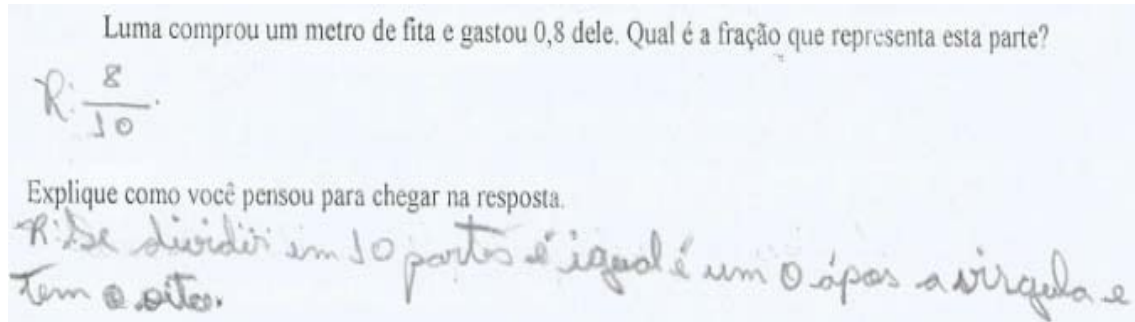 Luma comprou um metro de fita e gastou 0,8 dele. Qual é a fração que representa esta parte?
R: 8
10
Explique como você pensou para chegar na resposta.
R: Se dividir em 10 partes é igual é um 0 ápos a virgula e
Tem o oito.